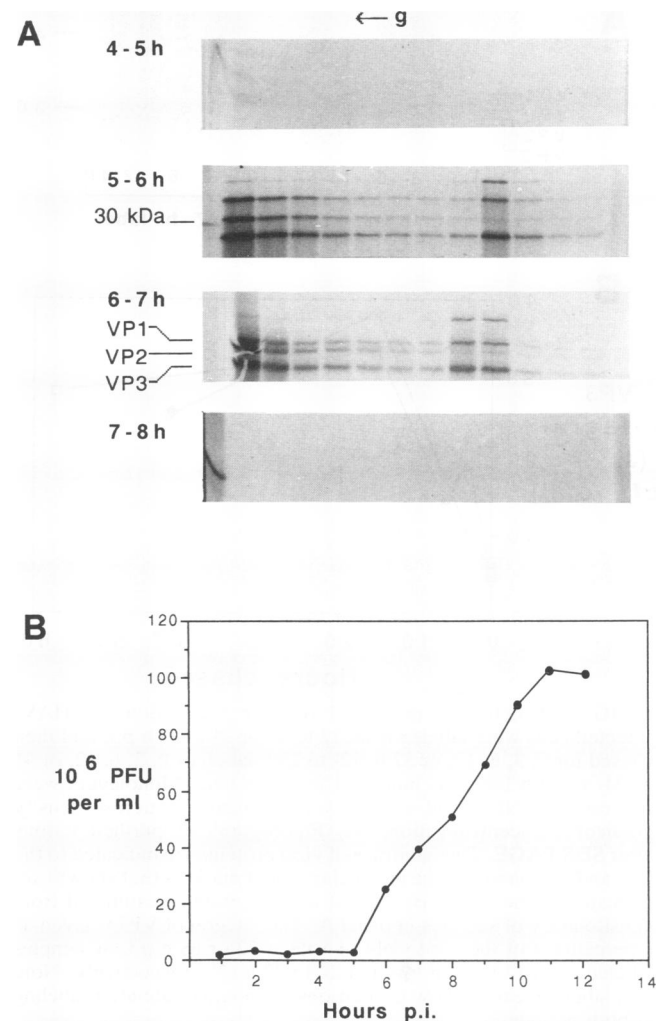 A
← g
4 - 5 h
5 - 6 h
30 kDa
6 - 7 h
VP1
VP2
VP3
7 - 8 h
B
120
100
80
60
40
20
0
10 6 PFU
per ml
2
4
6
8
10
12
14
Hours p.i.